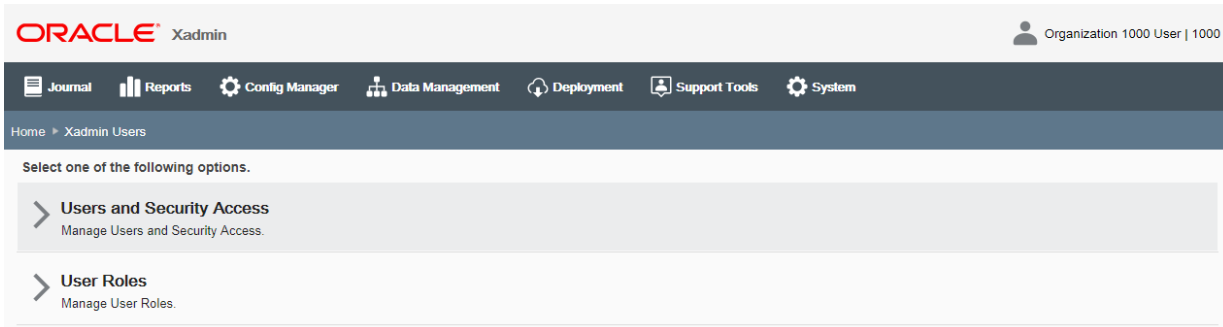 ORACLE® Xadmin
Organization 1000 User | 1000
Journal Reports Config Manager Data Management Deployment Support Tools System
Home Xadmin Users
Select one of the following options.
Users and Security Access
Manage Users and Security Access.
User Roles
Manage User Roles.